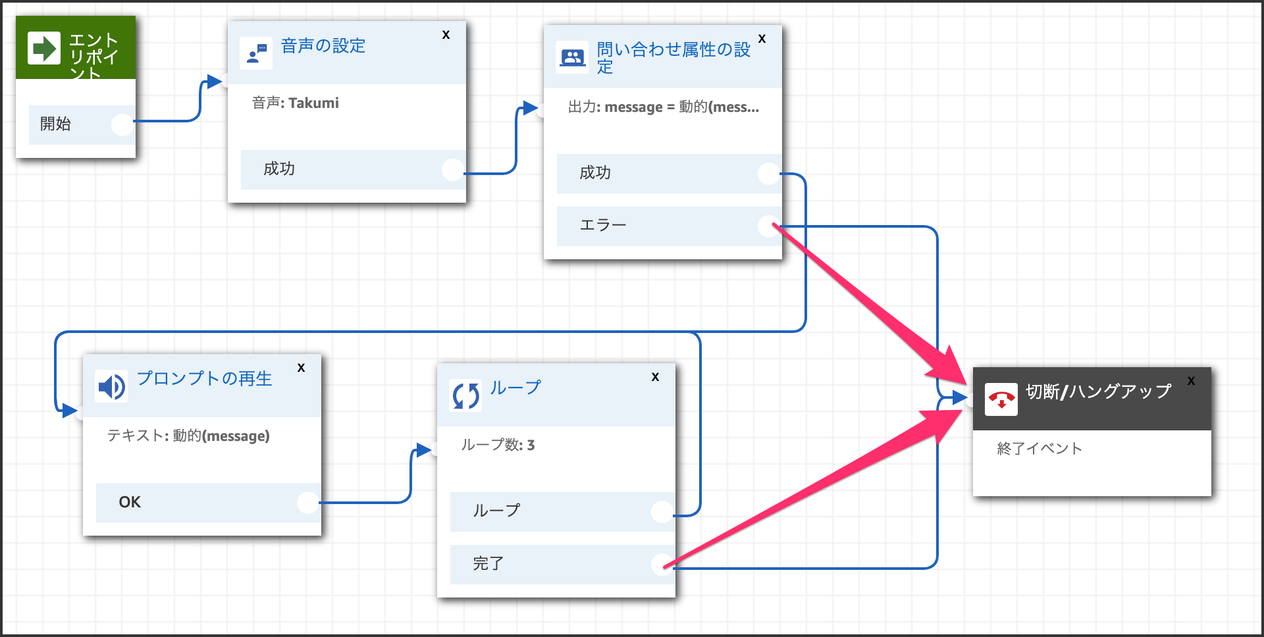 エント
リポイ
ント
開始
音声の設定
x
音声: Takumi
成功
問い合わせ属性の設
定
x
出力: message = 動的(mess...
成功
エラー
プロンプトの再生
x
テキスト: 動的(message)
OK
ループ
x
ループ数: 3
ループ
完了
切断/ハングアップ
x
終了イベント